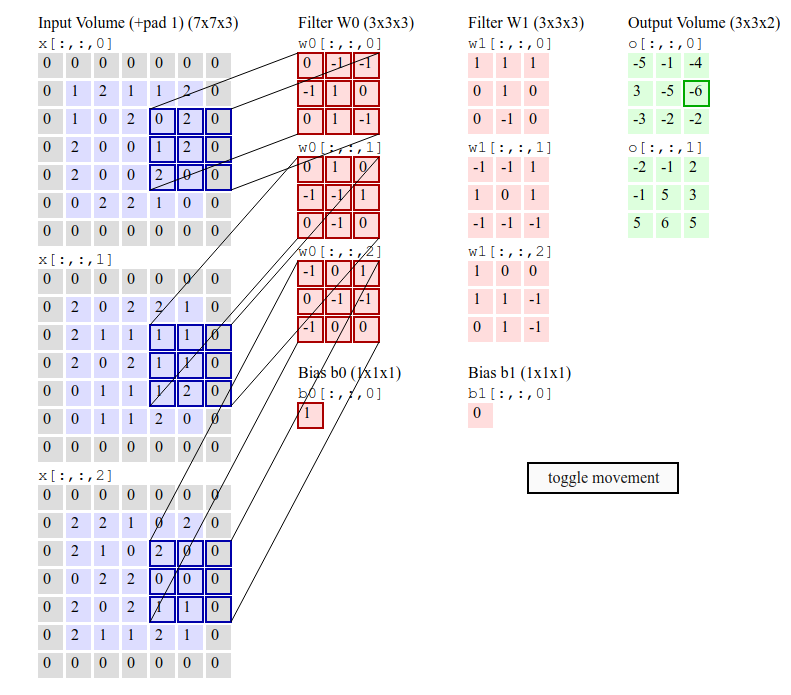 Input Volume (+pad 1) (7x7x3)
x[:,:,0]
0 0 0 0 0 0 0
0 1 2 1 1 2 0
0 1 0 2 0 2 0
0 2 0 0 1 2 0
0 2 0 0 2 0 0
0 0 2 2 1 0 0
0 0 0 0 0 0 0
x[:,:,1]
0 0 0 0 0 0 0
0 2 0 2 2 1 0
0 2 1 1 1 1 0
0 2 0 2 1 1 0
0 0 1 1 1 2 0
0 0 1 1 2 0 0
0 0 0 0 0 0 0
x[:,:,2]
0 0 0 0 0 0 0
0 2 2 1 0 2 0
0 2 1 0 2 0 0
0 0 2 2 0 0 0
0 2 0 2 1 1 0
0 2 1 1 2 1 0
0 0 0 0 0 0 0
Filter W0 (3x3x3)
w0[:,:,0]
0 -1 -1
-1 1 0
0 1 -1
w0[:,:,1]
0 1 0
-1 -1 1
0 -1 0
w0[:,:,2]
-1 0 1
0 -1 -1
-1 0 0
Bias b0 (1x1x1)
b0[:,:,0]
1
Filter W1 (3x3x3)
w1[:,:,0]
1 1 1
0 1 0
0 -1 0
w1[:,:,1]
-1 -1 1
1 0 1
-1 -1 -1
w1[:,:,2]
1 0 0
1 1 -1
0 1 -1
Bias b1 (1x1x1)
b1[:,:,0]
0
Output Volume (3x3x2)
o[:,:,0]
-5 -1 -4
3 -5 -6
-3 -2 -2
o[:,:,1]
-2 -1 2
-1 5 3
5 6 5
toggle movement